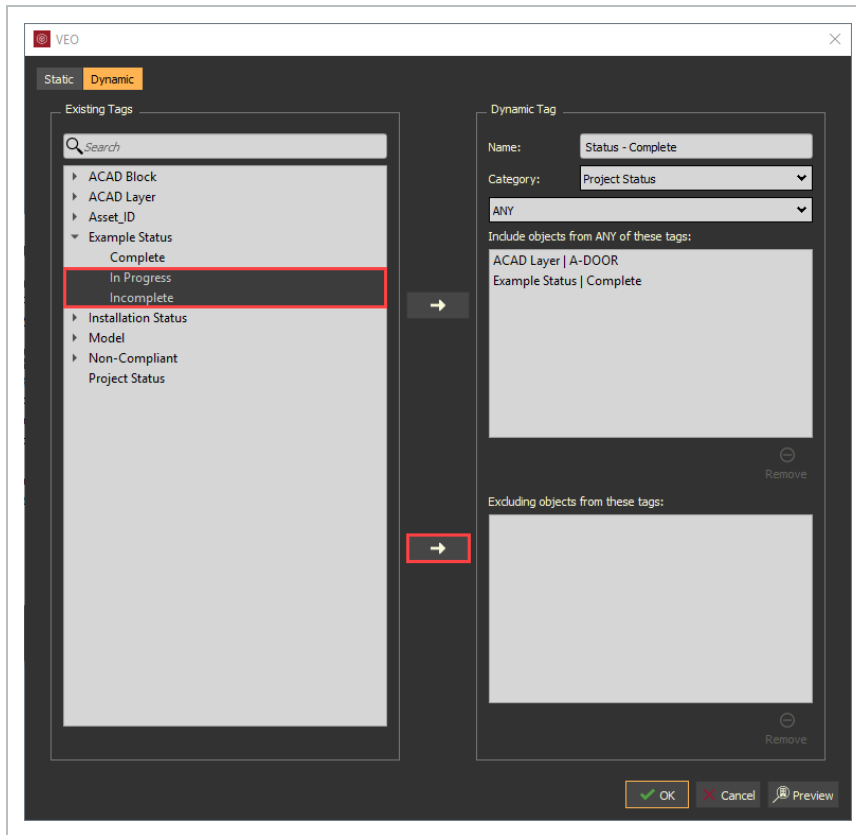 VEO
Static Dynamic
Existing Tags
Search
ACAD Block
ACAD Layer
Asset_ID
Example Status
Complete
In Progress
Incomplete
Installation Status
Model
Non-Compliant
Project Status
Dynamic Tag
Name: Status - Complete
Category: Project Status
ANY
Include objects from ANY of these tags:
ACAD Layer | A-DOOR
Example Status | Complete
Remove
Excluding objects from these tags:
Remove
OK Cancel Preview